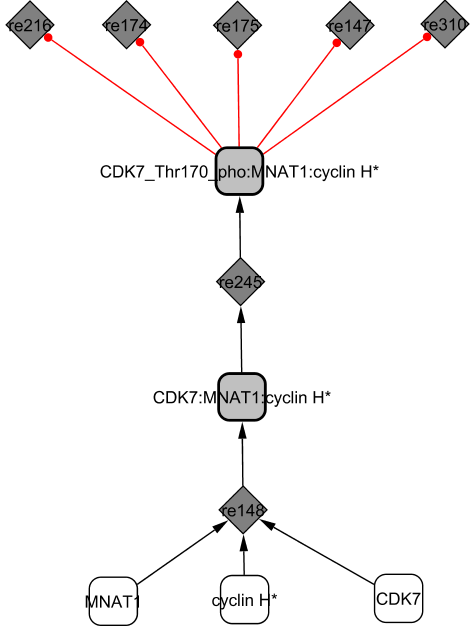 re216
re174
re175
re147
re310
CDK7_Thr170_pho:MNAT1:cyclin H*
re245
CDK7:MNAT1:cyclin H*
re148
MNAT1
cyclin H*
CDK7